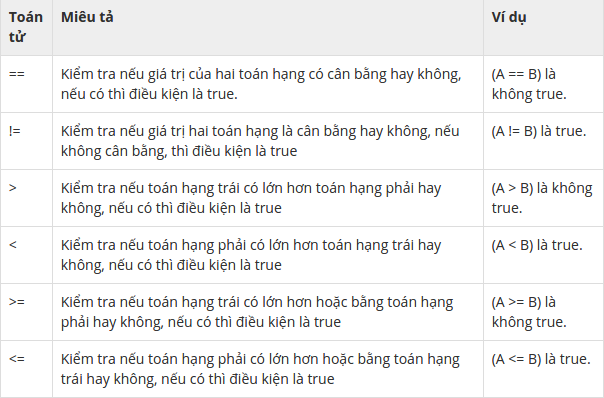 Toán tử Miêu tả Ví dụ
== Kiểm tra nếu giá trị của hai toán hạng có cân bằng hay không, (A == B) là
nếu có thì điều kiện là true. không true.
!= Kiểm tra nếu giá trị hai toán hạng là cân bằng hay không, nếu (A != B) là true.
không cân bằng, thì điều kiện là true
> Kiểm tra nếu toán hạng trái có lớn hơn toán hạng phải hay (A > B) là không
không, nếu có thì điều kiện là true true.
< Kiểm tra nếu toán hạng phải có lớn hơn toán hạng trái hay (A < B) là true.
không, nếu có thì điều kiện là true
>= Kiểm tra nếu toán hạng trái có lớn hơn hoặc bằng toán hạng (A >= B) là
phải hay không, nếu có thì điều kiện là true không true.
<= Kiểm tra nếu toán hạng phải có lớn hơn hoặc bằng toán hạng (A <= B) là true.
trái hay không, nếu có thì điều kiện là true